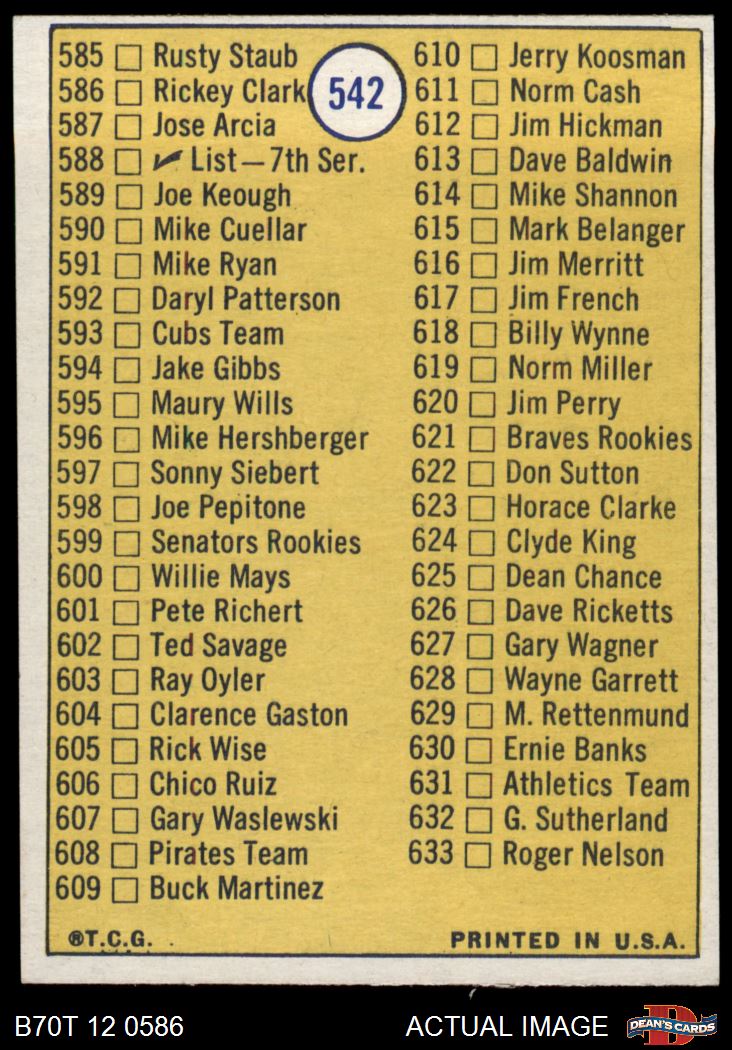 542
585 Rusty Staub
586 Rickey Clark
587 Jose Arcia
588 List—7th Ser.
589 Joe Keough
590 Mike Cuellar
591 Mike Ryan
592 Daryl Patterson
593 Cubs Team
594 Jake Gibbs
595 Maury Wills
596 Mike Hershberger
597 Sonny Siebert
598 Joe Pepitone
599 Senators Rookies
600 Willie Mays
601 Pete Richert
602 Ted Savage
603 Ray Oyler
604 Clarence Gaston
605 Rick Wise
606 Chico Ruiz
607 Gary Waslewski
608 Pirates Team
609 Buck Martinez
610 Jerry Koosman
611 Norm Cash
612 Jim Hickman
613 Dave Baldwin
614 Mike Shannon
615 Mark Belanger
616 Jim Merritt
617 Jim French
618 Billy Wynne
619 Norm Miller
620 Jim Perry
621 Braves Rookies
622 Don Sutton
623 Horace Clarke
624 Clyde King
625 Dean Chance
626 Dave Ricketts
627 Gary Wagner
628 Wayne Garrett
629 M. Rettenmund
630 Ernie Banks
631 Athletics Team
632 G. Sutherland
633 Roger Nelson
®T.C.G.
PRINTED IN U.S.A.
B70T 12 0586
ACTUAL IMAGE
D
DEAN'S CARDS